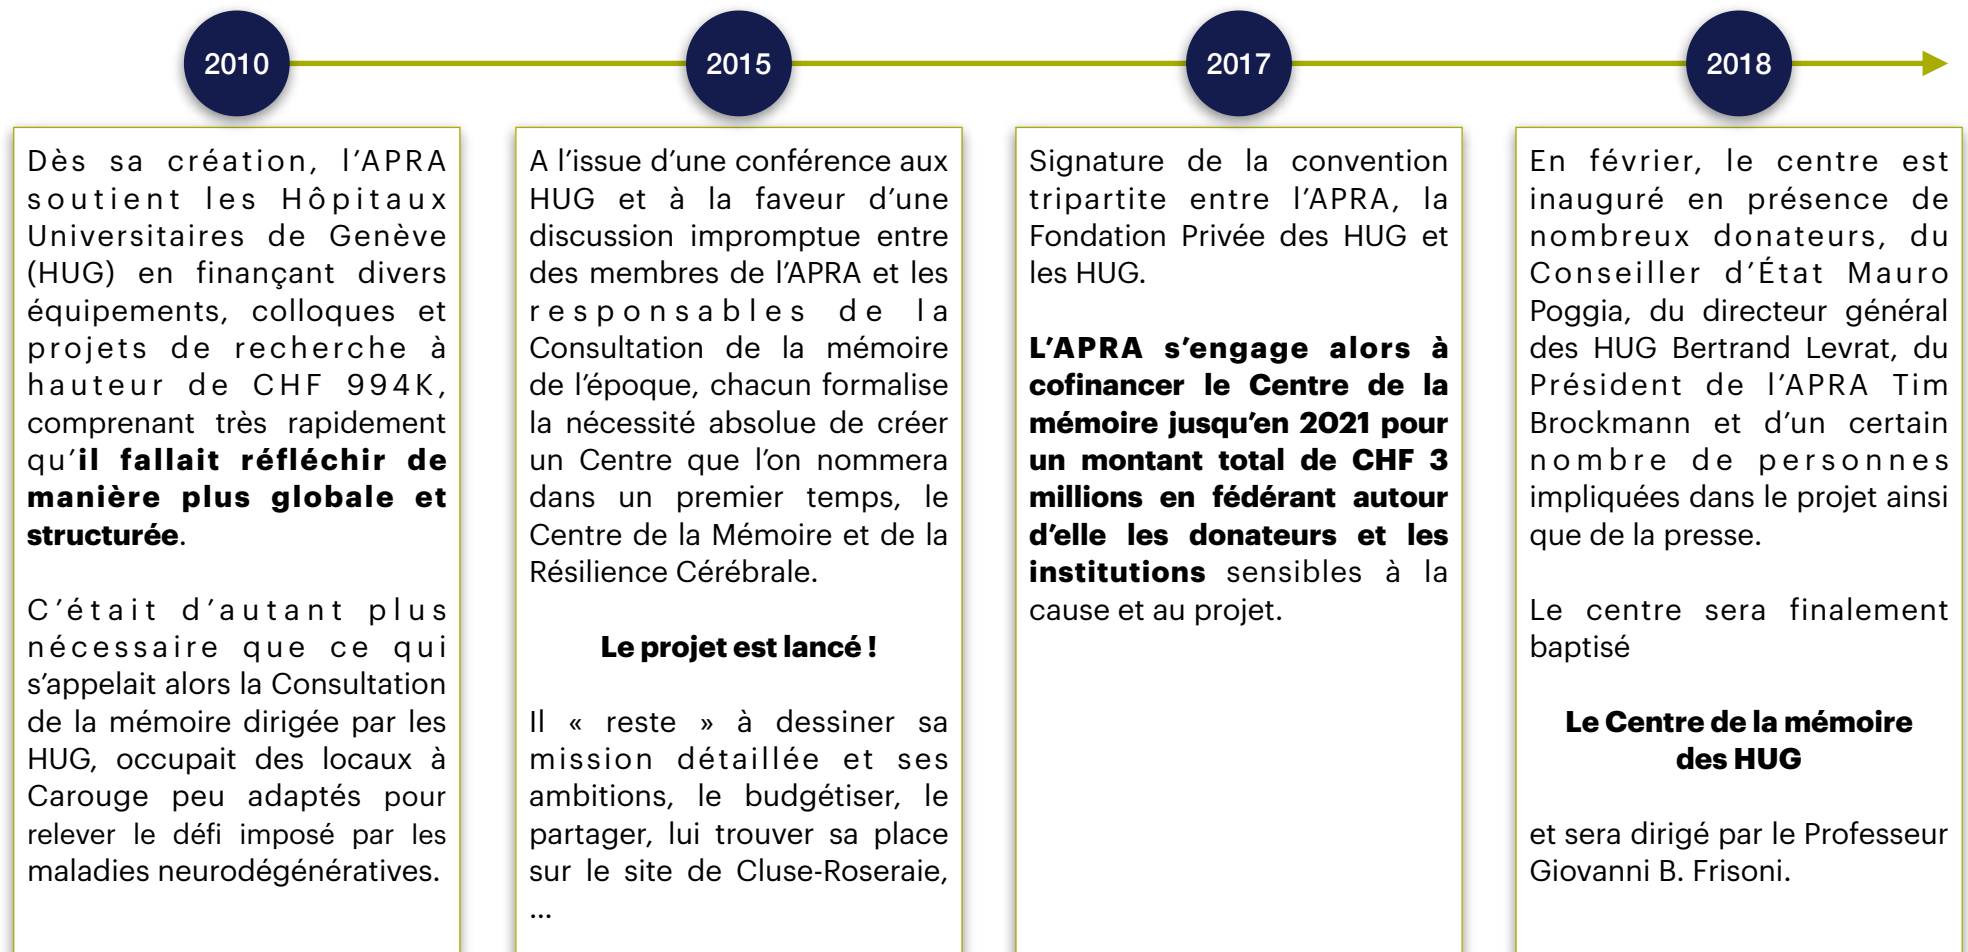 2010
2015
2017
2018
Dès sa création, l’APRA
soutient les Hôpitaux
Universitaires de Genève
(HUG) en finançant divers
équipements, colloques et
projets de recherche à
hauteur de CHF 994K,
comprenant très rapidement
qu’il fallait réfléchir de
manière plus globale et
structurée.
C’était d’autant plus
nécessaire que ce qui
s’appelait alors la Consultation
de la mémoire dirigée par les
HUG, occupait des locaux à
Carouge peu adaptés pour
relever le défi imposé par les
maladies neurodégénératives.
A l’issue d’une conférence aux
HUG et à la faveur d’une
discussion impromptue entre
des membres de l’APRA et les
responsables de la
Consultation de la mémoire
de l’époque, chacun formalise
la nécessité absolue de créer
un Centre que l’on nommera
dans un premier temps, le
Centre de la Mémoire et de la
Résilience Cérébrale.
Le projet est lancé !
Il « reste » à dessiner sa
mission détaillée et ses
ambitions, le budgétiser, le
partager, lui trouver sa place
sur le site de Cluse-Roseraie,
...
Signature de la convention
tripartite entre l’APRA, la
Fondation Privée des HUG et
les HUG.
L’APRA s’engage alors à
cofinancer le Centre de la
mémoire jusqu’en 2021 pour
un montant total de CHF 3
millions en fédérant autour
d’elle les donateurs et les
institutions sensibles à la
cause et au projet.
En février, le centre est
inauguré en présence de
nombreux donateurs, du
Conseiller d’État Mauro
Poggia, du directeur général
des HUG Bertrand Levrat, du
Président de l’APRA Tim
Brockmann et d’un certain
nombre de personnes
impliquées dans le projet ainsi
que de la presse.
Le centre sera finalement
baptisé
Le Centre de la mémoire
des HUG
et sera dirigé par le Professeur
Giovanni B. Frisoni.